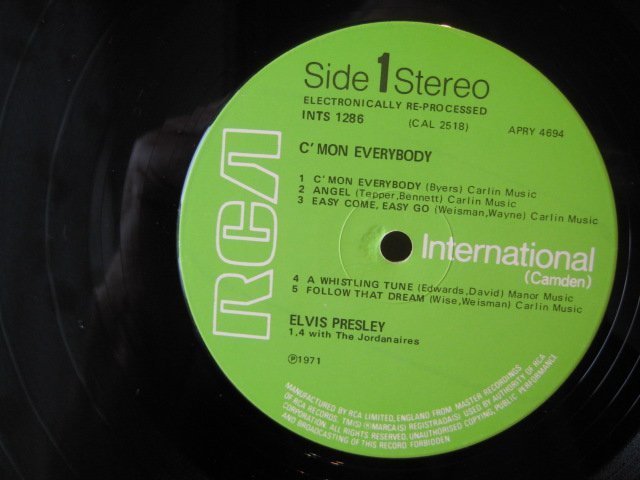 Side 1 Stereo
ELECTRONICALLY RE-PROCESSED
INTS 1286 (CAL 2518) APRY 4694
C'MON EVERYBODY
1 C'MON EVERYBODY (Byers) Carlin Music
2 ANGEL (Tepper,Bennett) Carlin Music
3 EASY COME, EASY GO (Weisman,Wayne) Carlin Music
RCA
International
(Camden)
4 A WHISTLING TUNE (Edwards,David) Manor Music
5 FOLLOW THAT DREAM (Wise,Weisman) Carlin Music
ELVIS PRESLEY
1,4 with The Jordanaires
℗1971
MANUFACTURED BY RCA LIMITED, ENGLAND FROM MASTER RECORDINGS
OF RCA RECORDS, TM(S) ® MARCA(S) REGISTRADA(S) USED BY AUTHORITY OF RCA
CORPORATION. ALL RIGHTS RESERVED. UNAUTHORISED COPYING, PUBLIC PERFORMANCE
AND BROADCASTING OF THIS RECORD FORBIDDEN